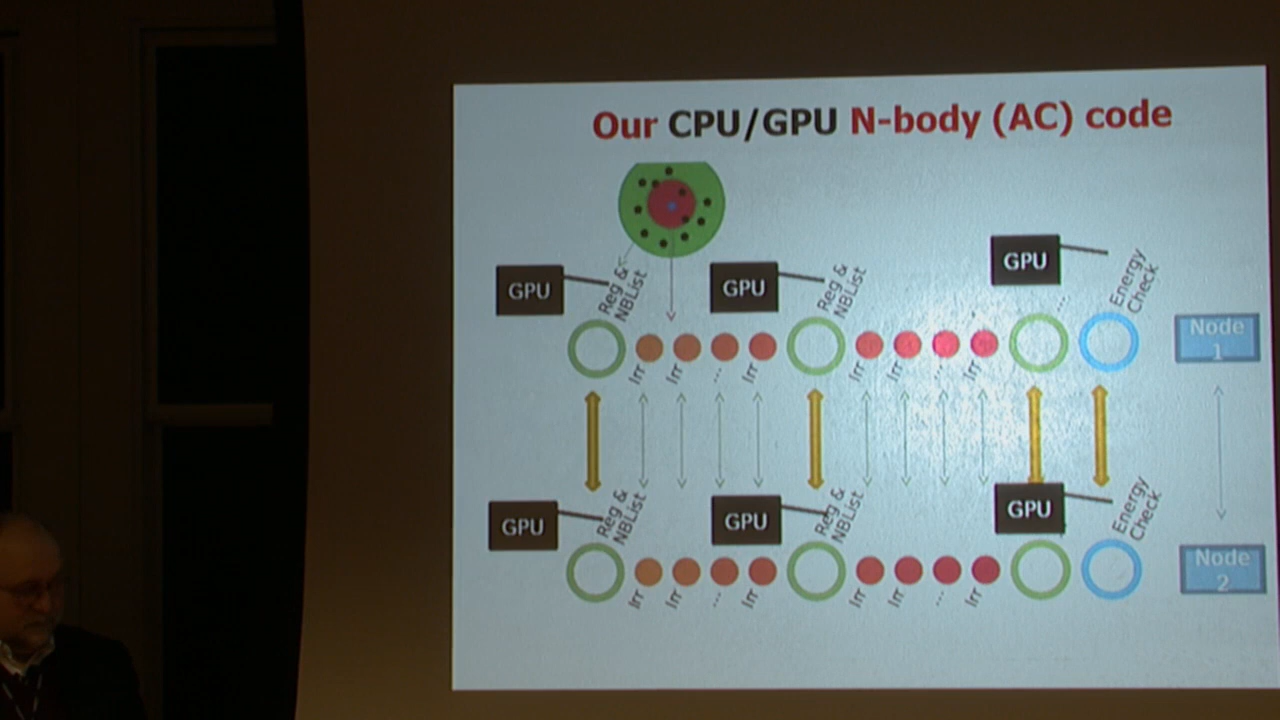 Our CPU/GPU N-body (AC) code
GPU
Reg &
NBList
GPU
Reg &
NBList
GPU
...
Energy
Check
Node
1
Irr
Irr
...
Irr
Irr
Irr
...
Irr
GPU
Reg &
NBList
GPU
Reg &
NBList
GPU
Energy
Check
Node
2
Irr
Irr
...
Irr
Irr
Irr
...
Irr